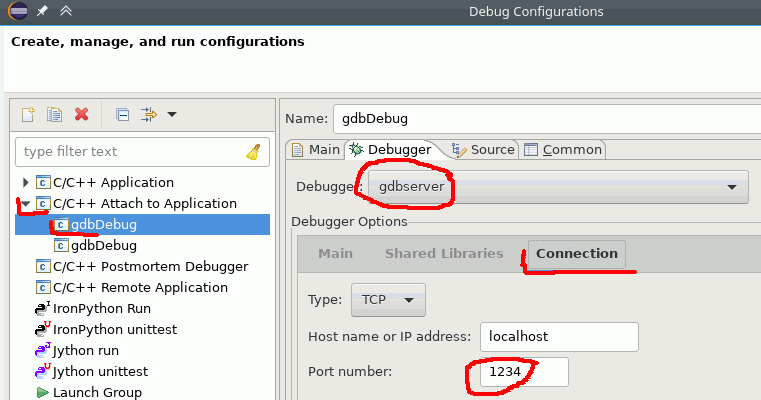 Debug Configurations
Create, manage, and run configurations
Name: gdbDebug
type filter text
Main Debugger Source Common
C/C++ Application
Debugger: gdbserver
C/C++ Attach to Application
gdbDebug
Debugger Options
gdbDebug
Main Shared Libraries Connection
C/C++ Postmortem Debugger
C/C++ Remote Application
Type: TCP
IronPython Run
IronPython unittest
Host name or IP address: localhost
Jython run
Port number: 1234
Jython unittest
Launch Group